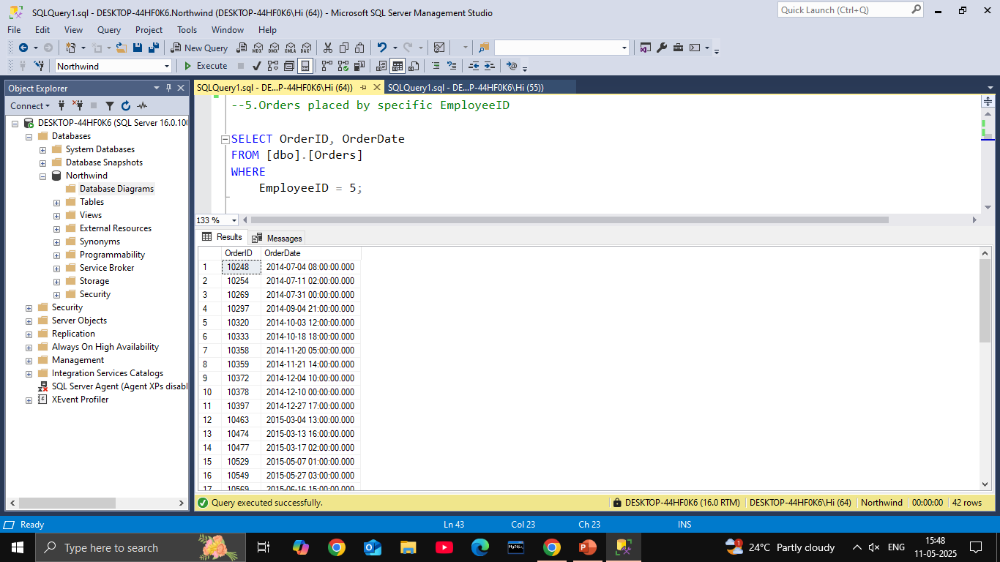 SQLQuery1.sql - DESKTOP-44HF0K6.Northwind (DESKTOP-44HF0K6\Hi (64)) - Microsoft SQL Server Management Studio
Quick Launch (Ctrl+Q)
File Edit View Query Project Tools Window Help
New Query
MDX DMX XMLA DAX
Northwind
Execute
Object Explorer
Connect
DESKTOP-44HF0K6 (SQL Server 16.0.100
Databases
System Databases
Database Snapshots
Northwind
Database Diagrams
Tables
Views
External Resources
Synonyms
Programmability
Service Broker
Storage
Security
Security
Server Objects
Replication
Always On High Availability
Management
Integration Services Catalogs
SQL Server Agent (Agent XPs disabl
XEvent Profiler
SQLQuery1.sql - DE...P-44HF0K6\Hi (64))
SQLQuery1.sql - DE...P-44HF0K6\Hi (55))
--5.Orders placed by specific EmployeeID
SELECT OrderID, OrderDate
FROM [dbo].[Orders]
WHERE
EmployeeID = 5;
133 %
Results Messages
OrderID OrderDate
1 10248 2014-07-04 08:00:00.000
2 10254 2014-07-11 02:00:00.000
3 10269 2014-07-31 00:00:00.000
4 10297 2014-09-04 21:00:00.000
5 10320 2014-10-03 12:00:00.000
6 10333 2014-10-18 18:00:00.000
7 10358 2014-11-20 05:00:00.000
8 10359 2014-11-21 14:00:00.000
9 10372 2014-12-04 10:00:00.000
10 10378 2014-12-10 00:00:00.000
11 10397 2014-12-27 17:00:00.000
12 10463 2015-03-04 13:00:00.000
13 10474 2015-03-13 16:00:00.000
14 10477 2015-03-17 02:00:00.000
15 10529 2015-05-07 01:00:00.000
16 10549 2015-05-27 03:00:00.000
17 10569 2015-06-16 15:00:00.000
Query executed successfully.
DESKTOP-44HF0K6 (16.0 RTM) DESKTOP-44HF0K6\Hi (64) Northwind 00:00:00 42 rows
Ready Ln 43 Col 23 Ch 23 INS
Type here to search
MySQL
1
24°C Partly cloudy
ENG
15:48
11-05-2025